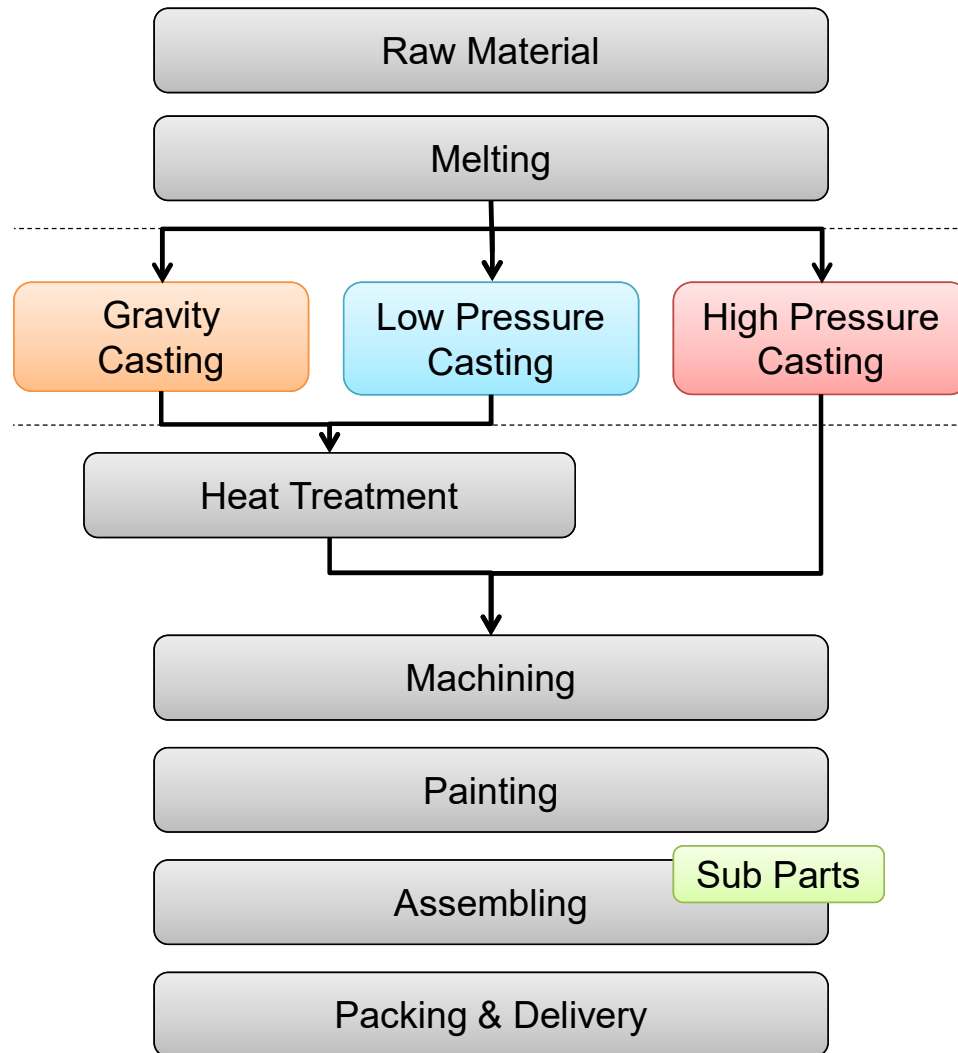 Raw Material
Melting
Gravity
Casting
Low Pressure
Casting
High Pressure
Casting
Heat Treatment
Machining
Painting
Sub Parts
Assembling
Packing & Delivery